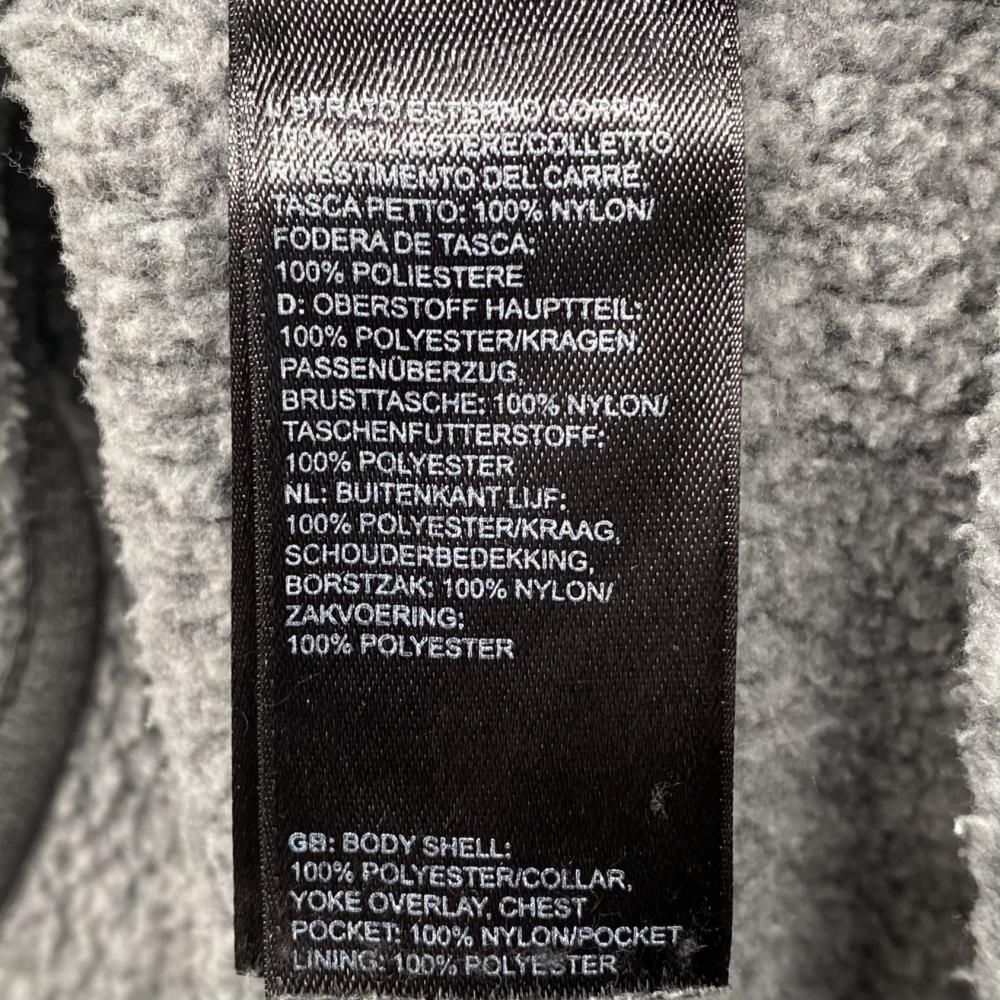 I: STRATO ESTERNO CORPO:
100% POLIESTERE/COLLETTO,
RIVESTIMENTO DEL CARRÉ,
TASCA PETTO: 100% NYLON/
FODERA DE TASCA:
100% POLIESTERE
D: OBERSTOFF HAUPTTEIL:
100% POLYESTER/KRAGEN,
PASSENÜBERZUG,
BRUSTTASCHE: 100% NYLON/
TASCHENFUTTERSTOFF:
100% POLYESTER
NL: BUITENKANT LIJF:
100% POLYESTER/KRAAG,
SCHOUDERBEDEKKING,
BORSTZAK: 100% NYLON/
ZAKVOERING:
100% POLYESTER
GB: BODY SHELL:
100% POLYESTER/COLLAR,
YOKE OVERLAY, CHEST
POCKET: 100% NYLON/POCKET
LINING: 100% POLYESTER